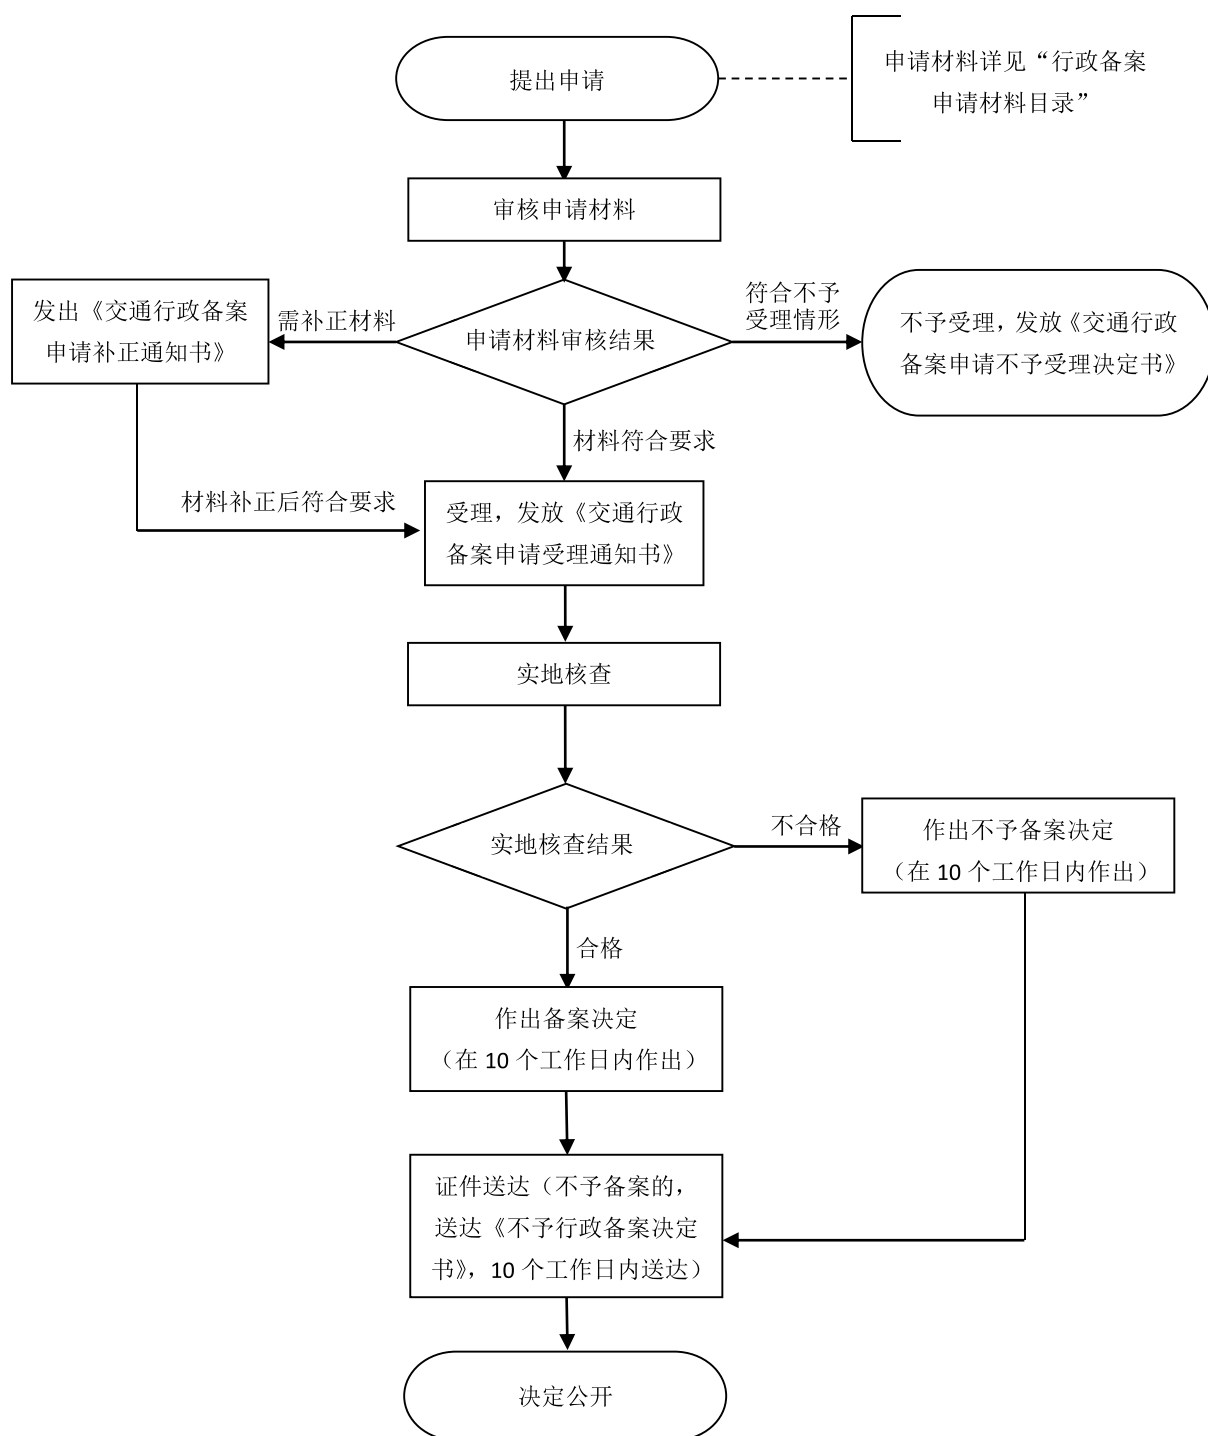 提出申请
申请材料详见“行政备案
申请材料目录”
审核申请材料
发出《交通行政备案
申请补正通知书》
需补正材料
申请材料审核结果
符合不予
受理情形
不予受理，发放《交通行政
备案申请不予受理决定书》
材料符合要求
材料补正后符合要求
受理，发放《交通行政
备案申请受理通知书》
实地核查
实地核查结果
不合格
作出不予备案决定
（在 10 个工作日内作出）
合格
作出备案决定
（在 10 个工作日内作出）
证件送达（不予备案的，
送达《不予行政备案决定
书》，10 个工作日内送达）
决定公开